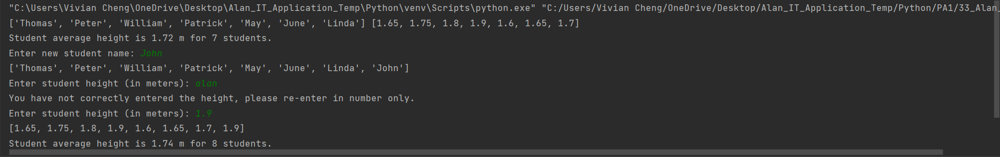 "C:\Users\Vivian Cheng\OneDrive\Desktop\Alan_IT_Application_Temp\Python\venv\Scripts\python.exe" "C:/Users/Vivian Cheng/OneDrive/Desktop/Alan_IT_Application_Temp/Python/PA1/33_Alan_
['Thomas', 'Peter', 'William', 'Patrick', 'May', 'June', 'Linda'] [1.65, 1.75, 1.8, 1.9, 1.6, 1.65, 1.7]
Student average height is 1.72 m for 7 students.
Enter new student name: John
['Thomas', 'Peter', 'William', 'Patrick', 'May', 'June', 'Linda', 'John']
Enter student height (in meters): alan
You have not correctly entered the height, please re-enter in number only.
Enter student height (in meters): 1.9
[1.65, 1.75, 1.8, 1.9, 1.6, 1.65, 1.7, 1.9]
Student average height is 1.74 m for 8 students.